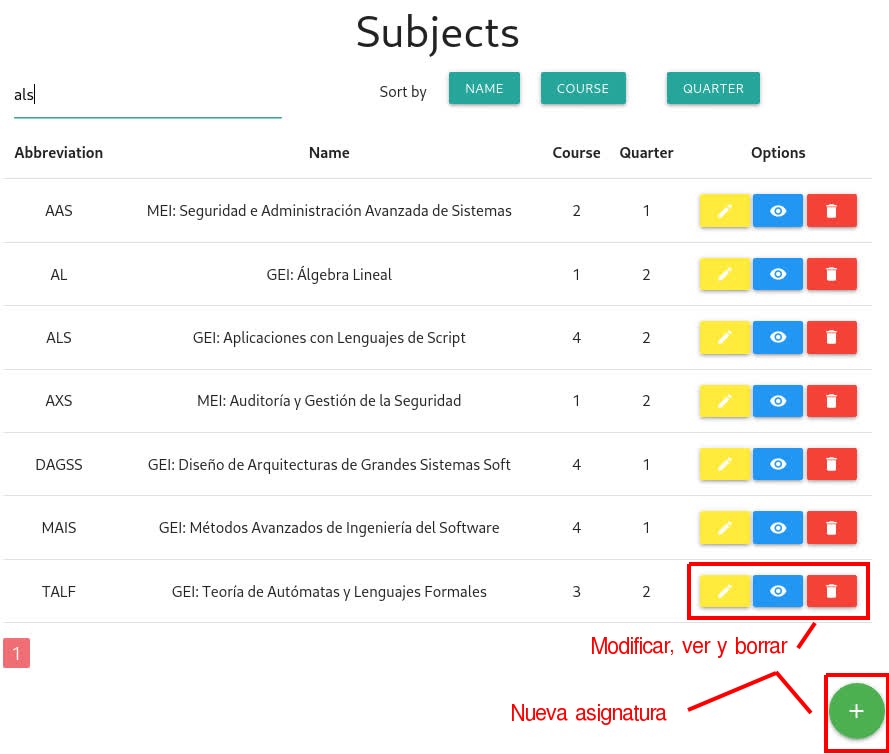 Subjects
als
Sort by NAME COURSE QUARTER
Abbreviation Name Course Quarter Options
AAS MEI: Seguridad e Administración Avanzada de Sistemas 2 1
AL GEI: Álgebra Lineal 1 2
ALS GEI: Aplicaciones con Lenguajes de Script 4 2
AXS MEI: Auditoría y Gestión de la Seguridad 1 2
DAGSS GEI: Diseño de Arquitecturas de Grandes Sistemas Soft 4 1
MAIS GEI: Métodos Avanzados de Ingeniería del Software 4 1
TALF GEI: Teoría de Autómatas y Lenguajes Formales 3 2
1
Modificar, ver y borrar
Nueva asignatura
+